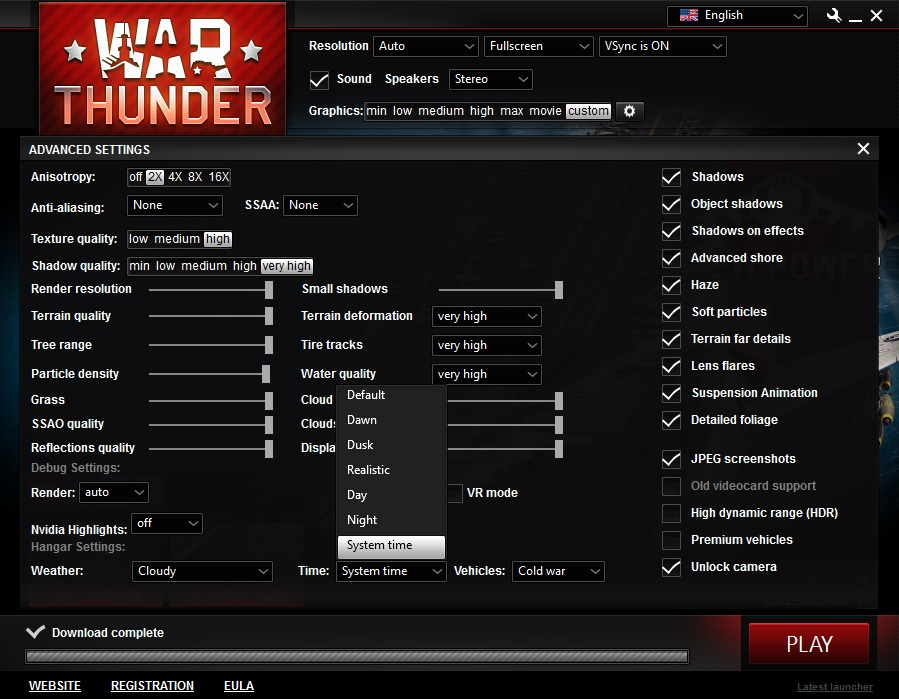 English
WAR
THUNDER
Resolution Auto Fullscreen VSync is ON
Sound Speakers Stereo
Graphics: min low medium high max movie custom
ADVANCED SETTINGS
Anisotropy: off 2X 4X 8X 16X
Anti-aliasing: None SSAA: None
Texture quality: low medium high
Shadow quality: min low medium high very high
Render resolution Small shadows
Terrain quality Terrain deformation very high
Tree range Tire tracks very high
Particle density Water quality very high
Grass Cloud
SSAO quality Clouds
Reflections quality Displa
Default
Dawn
Dusk
Realistic
Day
Night
System time
Debug Settings:
Render: auto VR mode
Nvidia Highlights: off
Hangar Settings:
Weather: Cloudy Time: System time Vehicles: Cold war
Shadows
Object shadows
Shadows on effects
Advanced shore
Haze
Soft particles
Terrain far details
Lens flares
Suspension Animation
Detailed foliage
JPEG screenshots
Old videocard support
High dynamic range (HDR)
Premium vehicles
Unlock camera
Download complete
PLAY
WEBSITE REGISTRATION EULA
Latest launcher